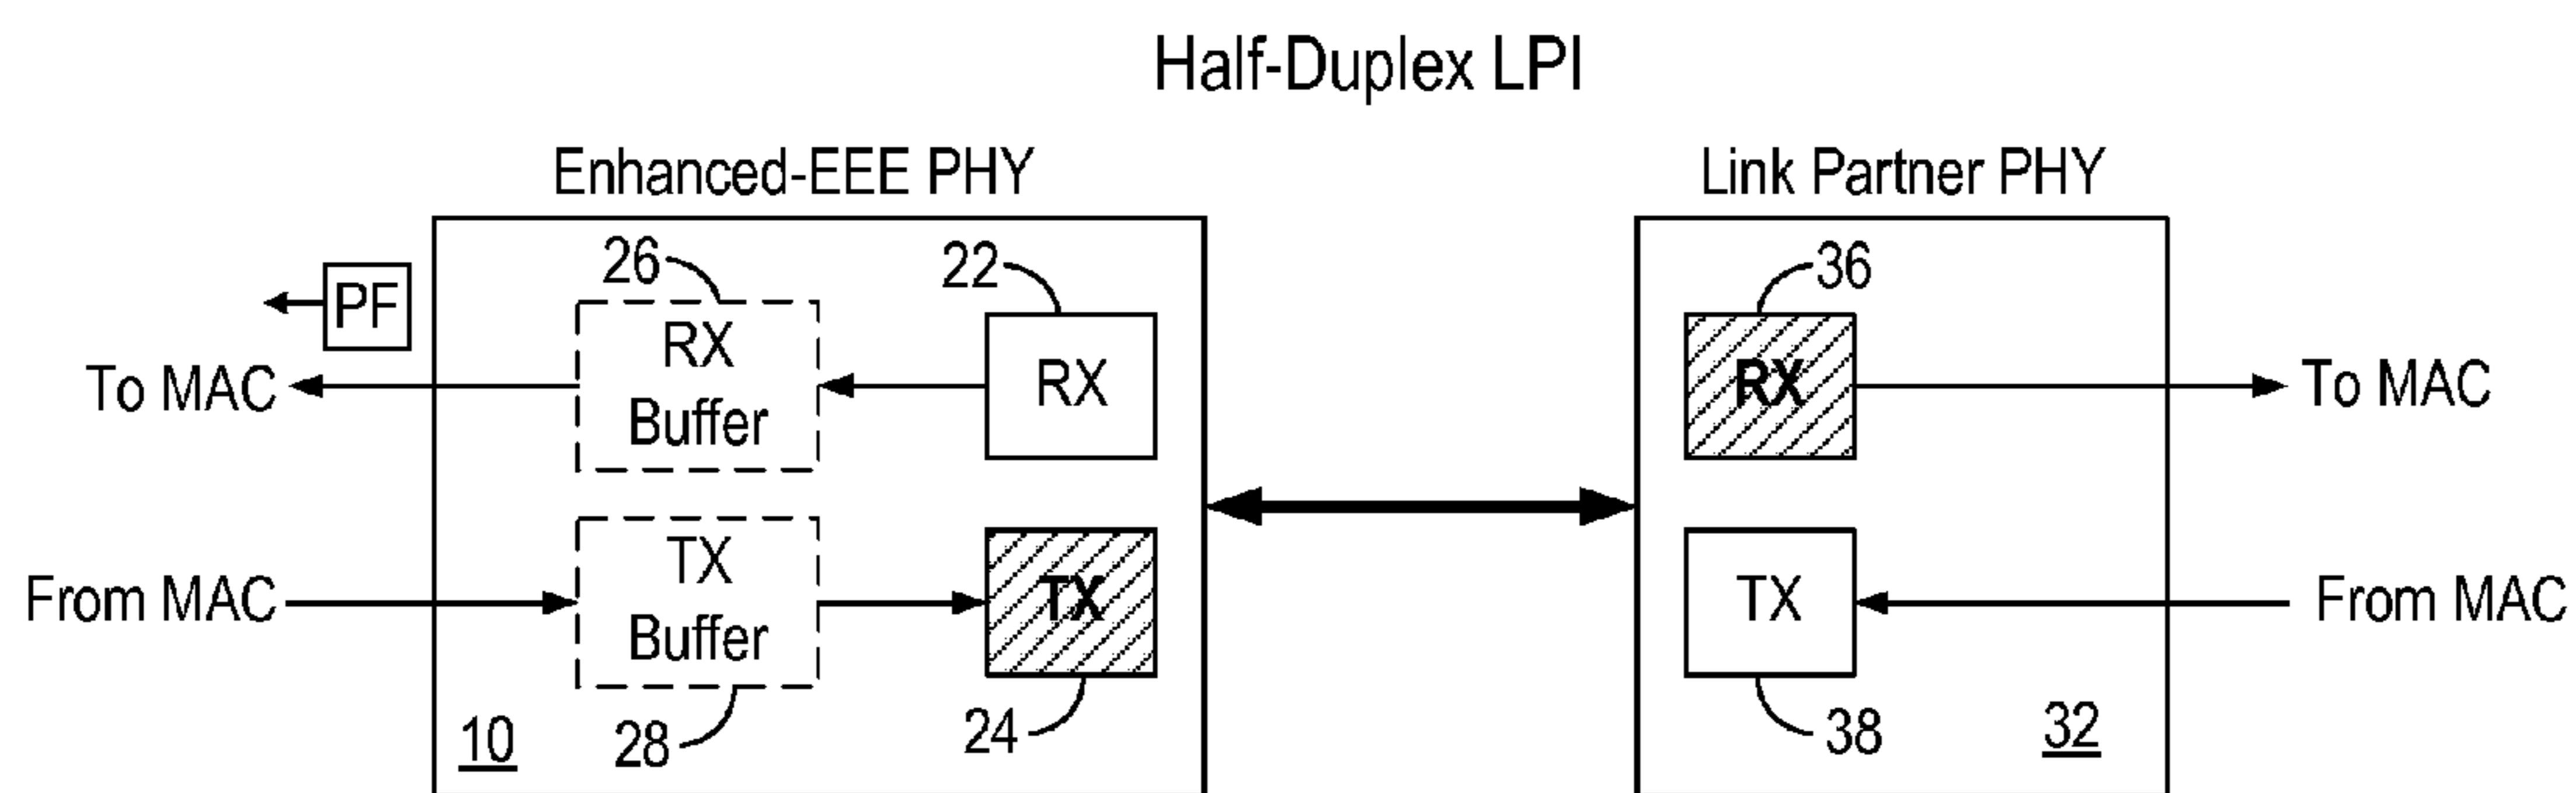 Half-Duplex LPI
Enhanced-EEE PHY
Link Partner PHY
26
22
36
PF
RX
Buffer
RX
RX
To MAC
To MAC
TX
Buffer
TX
TX
From MAC
From MAC
10
28
24
38
32